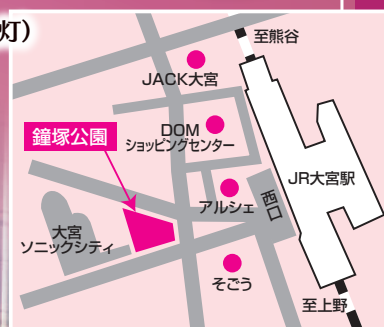 灯)
至熊谷
JACK大宮
鐘塚公園
DOM
ショッピングセンター
JR大宮駅
西口
アルシェ
大宮
ソニックシティ
そごう
至上野